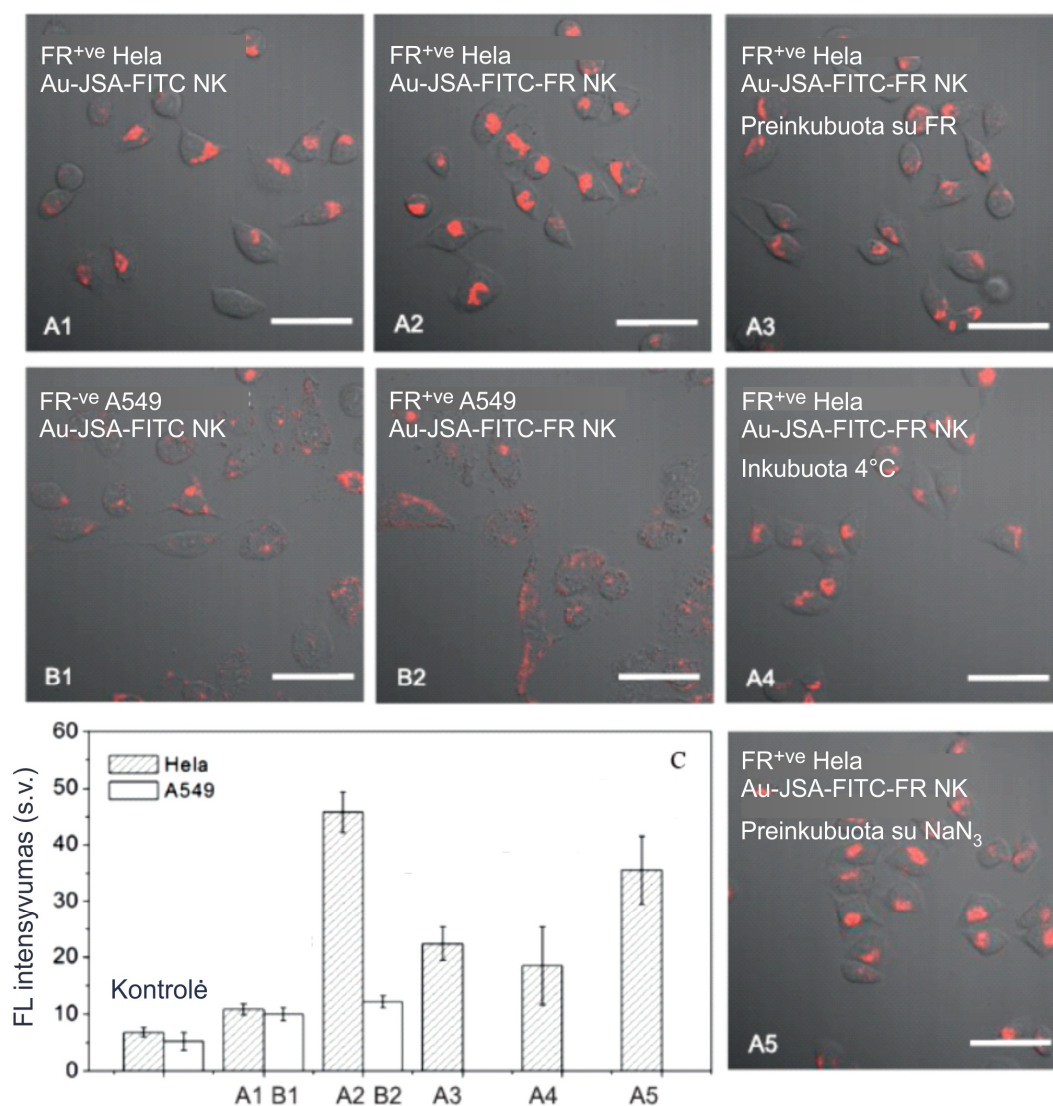 FR+ve Hela
Au-JSA-FITC NK
A1
FR+ve Hela
Au-JSA-FITC-FR NK
A2
FR+ve Hela
Au-JSA-FITC-FR NK
Preinkubuota su FR
A3
FR-ve A549
Au-JSA-FITC NK
B1
FR+ve A549
Au-JSA-FITC-FR NK
B2
FR+ve Hela
Au-JSA-FITC-FR NK
Inkubuota 4°C
A4
FL intensyvumas (s.v.)
60
50
40
30
20
10
0
Hela
A549
C
Kontrolė
A1 B1 A2 B2 A3 A4 A5
FR+ve Hela
Au-JSA-FITC-FR NK
Preinkubuota su NaN3
A5